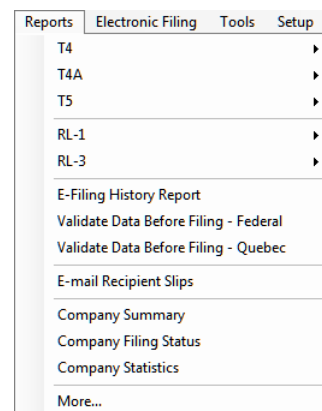 Reports Electronic Filing Tools Setup
T4
T4A
T5
RL-1
RL-3
E-Filing History Report
Validate Data Before Filing - Federal
Validate Data Before Filing - Quebec
E-mail Recipient Slips
Company Summary
Company Filing Status
Company Statistics
More...